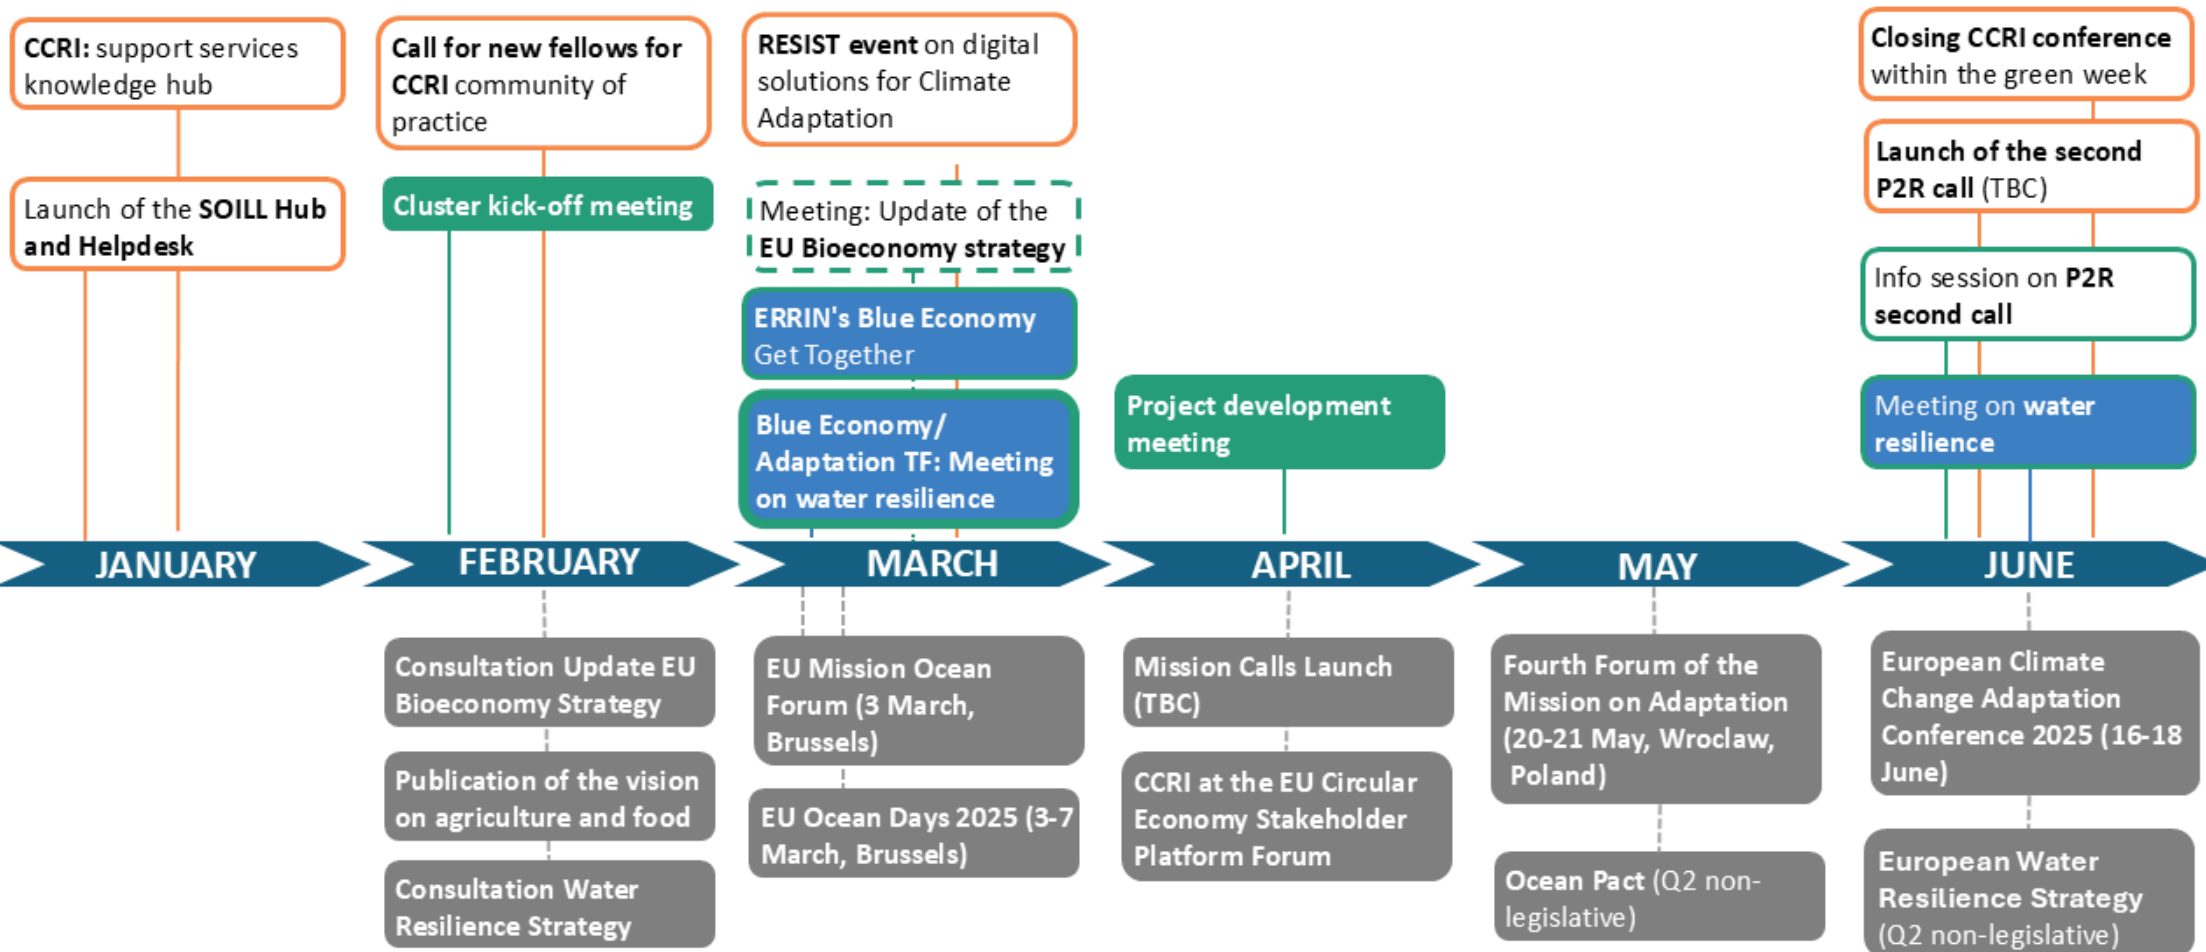 CCRI: support services
knowledge hub
Launch of the SOILL Hub
and Helpdesk
Call for new fellows for
CCRI community of
practice
Cluster kick-off meeting
RESIST event on digital
solutions for Climate
Adaptation
Meeting: Update of the
EU Bioeconomy strategy
ERRIN's Blue Economy
Get Together
Blue Economy/
Adaptation TF: Meeting
on water resilience
Project development
meeting
Closing CCRI conference
within the green week
Launch of the second
P2R call (TBC)
Info session on P2R
second call
Meeting on water
resilience
JANUARY
FEBRUARY
MARCH
APRIL
MAY
JUNE
Consultation Update EU
Bioeconomy Strategy
Publication of the vision
on agriculture and food
Consultation Water
Resilience Strategy
EU Mission Ocean
Forum (3 March,
Brussels)
EU Ocean Days 2025 (3-7
March, Brussels)
Mission Calls Launch
(TBC)
CCRI at the EU Circular
Economy Stakeholder
Platform Forum
Fourth Forum of the
Mission on Adaptation
(20-21 May, Wroclaw,
Poland)
Ocean Pact (Q2 non-
legislative)
European Climate
Change Adaptation
Conference 2025 (16-18
June)
European Water
Resilience Strategy
(Q2 non-legislative)